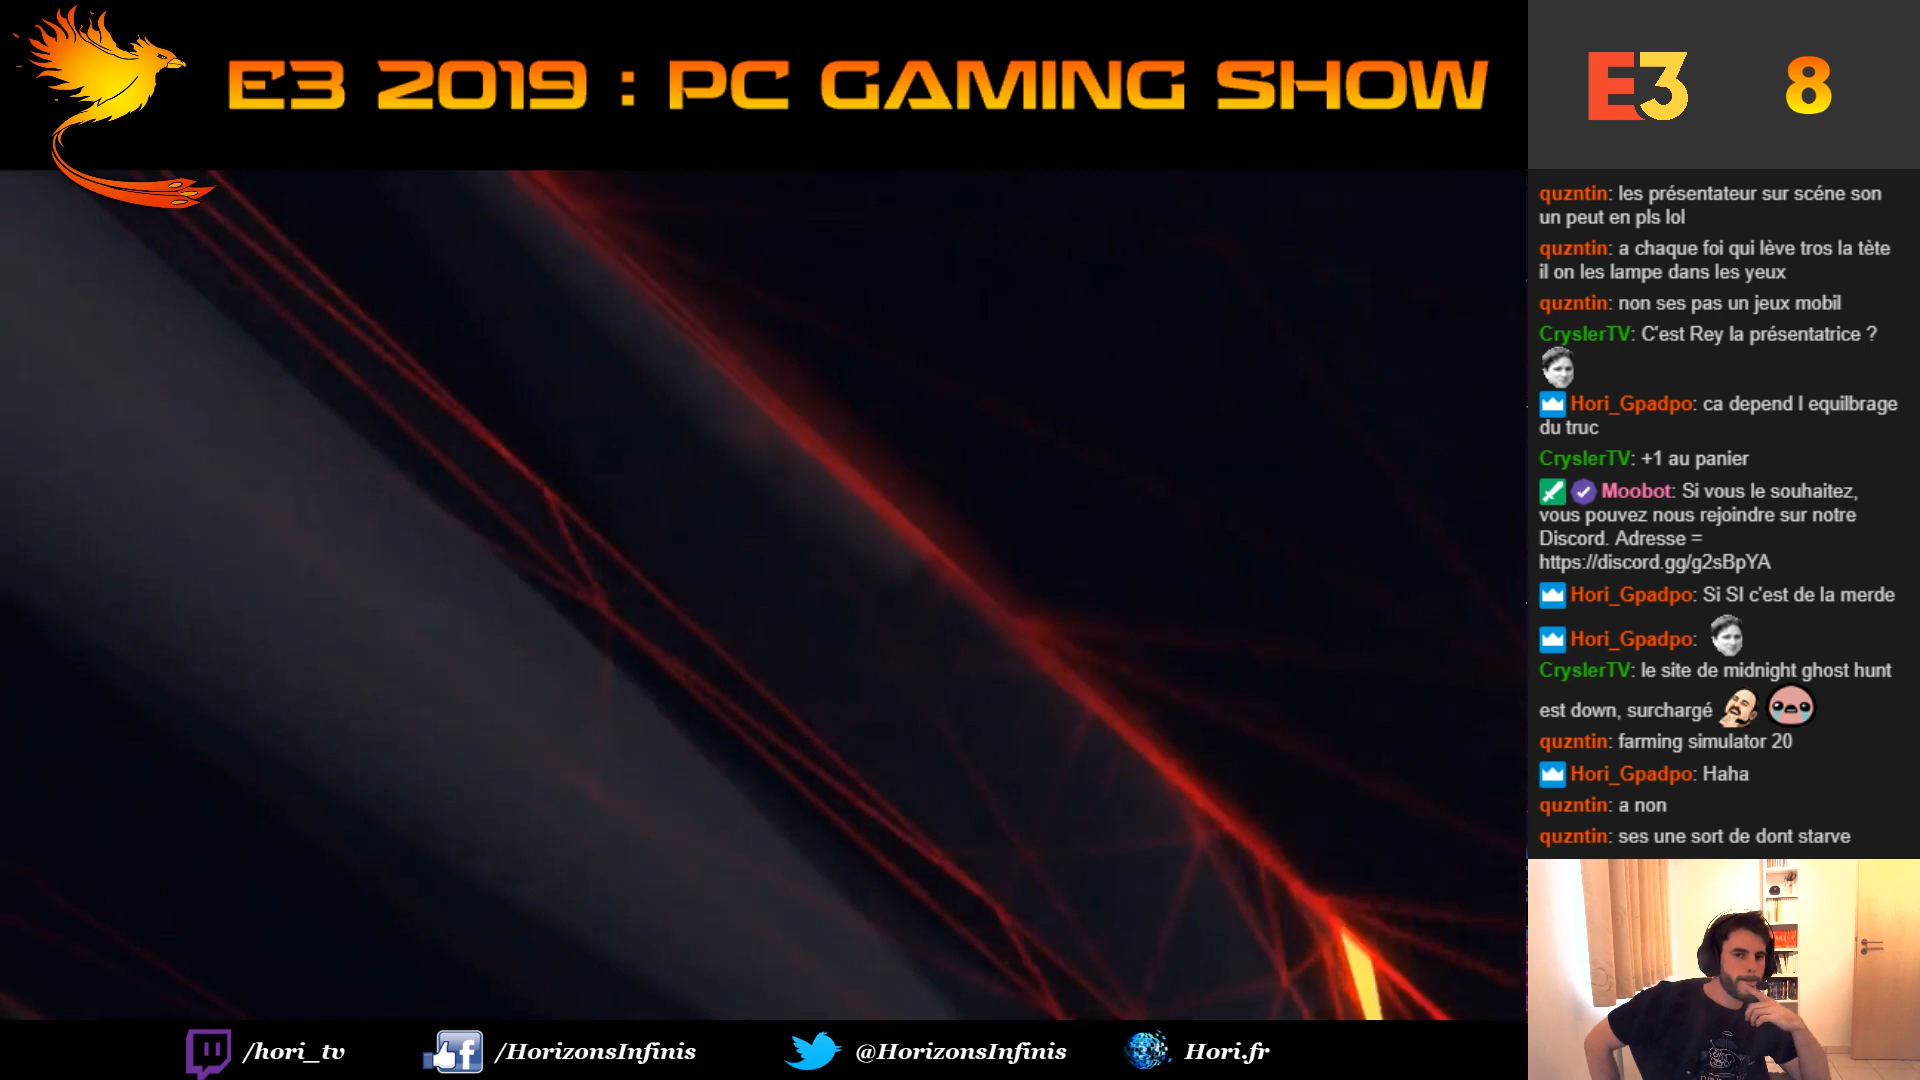 E3 2019 : PC GAMING SHOW
E3
8
quzntin: les présentateur sur scéne son
un peut en pls lol
quzntin: a chaque foi qui lève tros la tète
il on les lampe dans les yeux
quzntin: non ses pas un jeux mobil
CryslerTV: C'est Rey la présentatrice ?
Hori_Gpadpo: ca depend l equilbrage
du truc
CryslerTV: +1 au panier
Moobot: Si vous le souhaitez,
vous pouvez nous rejoindre sur notre
Discord. Adresse =
https://discord.gg/g2sBpYA
Hori_Gpadpo: Si SI c'est de la merde
Hori_Gpadpo:
CryslerTV: le site de midnight ghost hunt
est down, surchargé
quzntin: farming simulator 20
Hori_Gpadpo: Haha
quzntin: a non
quzntin: ses une sort de dont starve
/hori_tv
/HorizonsInfinis
@HorizonsInfinis
Hori.fr